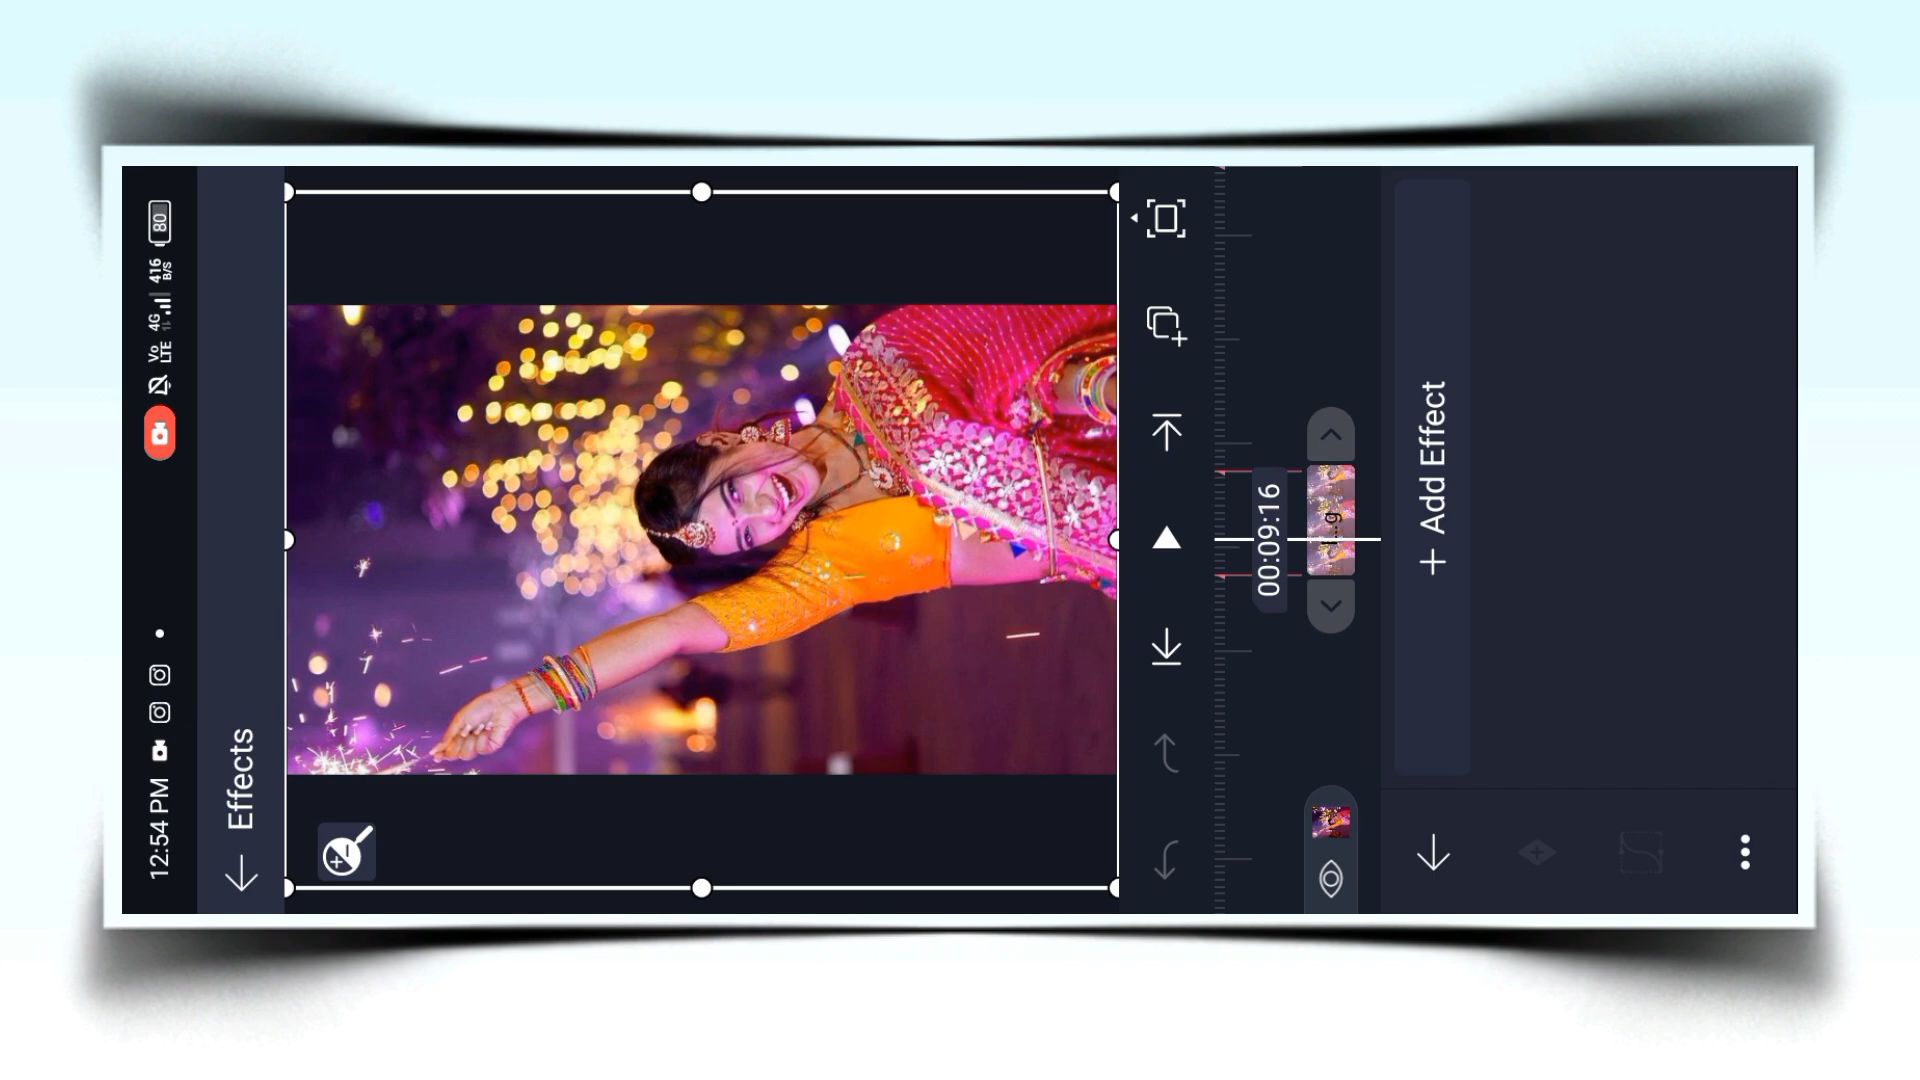 12:54 PM
Vo LTE 4G 416 B/S 80
Effects
00:09:16
...g
+ Add Effect